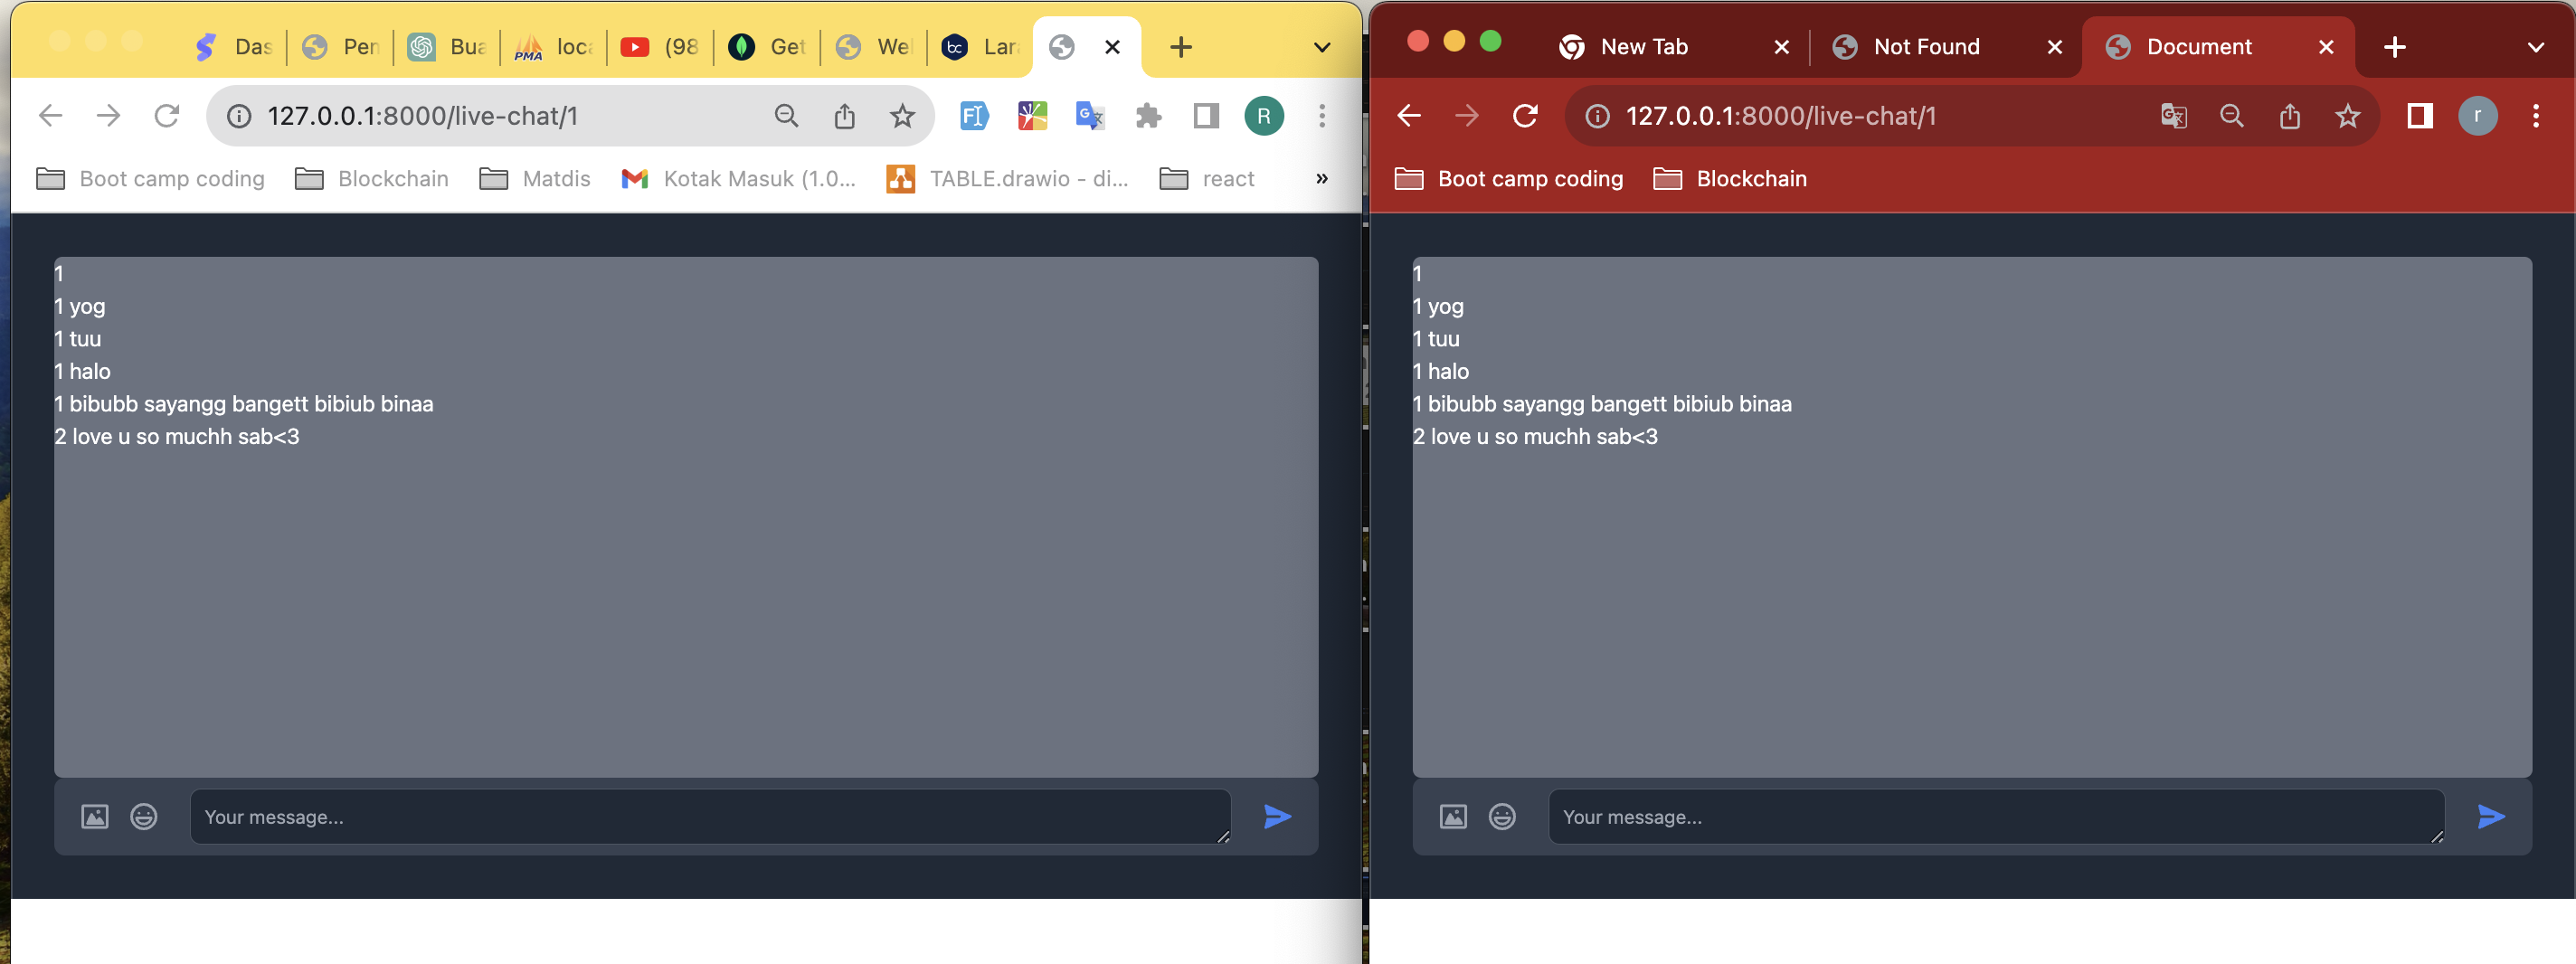 Das
Pen
Bua
PMA
loca
(98
Get
Wel
bc
Lara
127.0.0.1:8000/live-chat/1
R
Boot camp coding
Blockchain
Matdis
Kotak Masuk (1.0...
TABLE.drawio - di...
react
»
1
1 yog
1 tuu
1 halo
1 bibubb sayangg bangett bibiub binaa
2 love u so muchh sab<3
Your message...
New Tab
Not Found
Document
127.0.0.1:8000/live-chat/1
r
Boot camp coding
Blockchain
1
1 yog
1 tuu
1 halo
1 bibubb sayangg bangett bibiub binaa
2 love u so muchh sab<3
Your message...